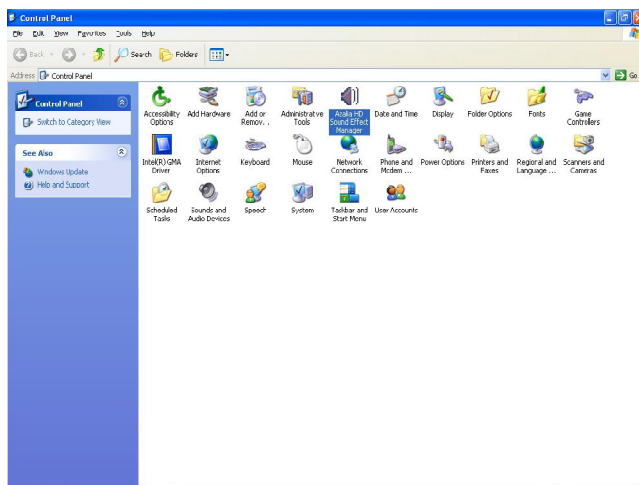 Control Panel
File Edit View Favorites Tools Help
Back Search Folders
Address Control Panel Go
Control Panel
Switch to Category View
See Also
Windows Update
Help and Support
Accessibility Options
Add Hardware
Add or Remov...
Administrative Tools
Azalia HD Sound Effect Manager
Date and Time
Display
Folder Options
Fonts
Game Controllers
Intel(R) GMA Driver
Internet Options
Keyboard
Mouse
Network Connections
Phone and Modem ...
Power Options
Printers and Faxes
Regional and Language ...
Scanners and Cameras
Scheduled Tasks
Sounds and Audio Devices
Speech
System
Taskbar and Start Menu
User Accounts